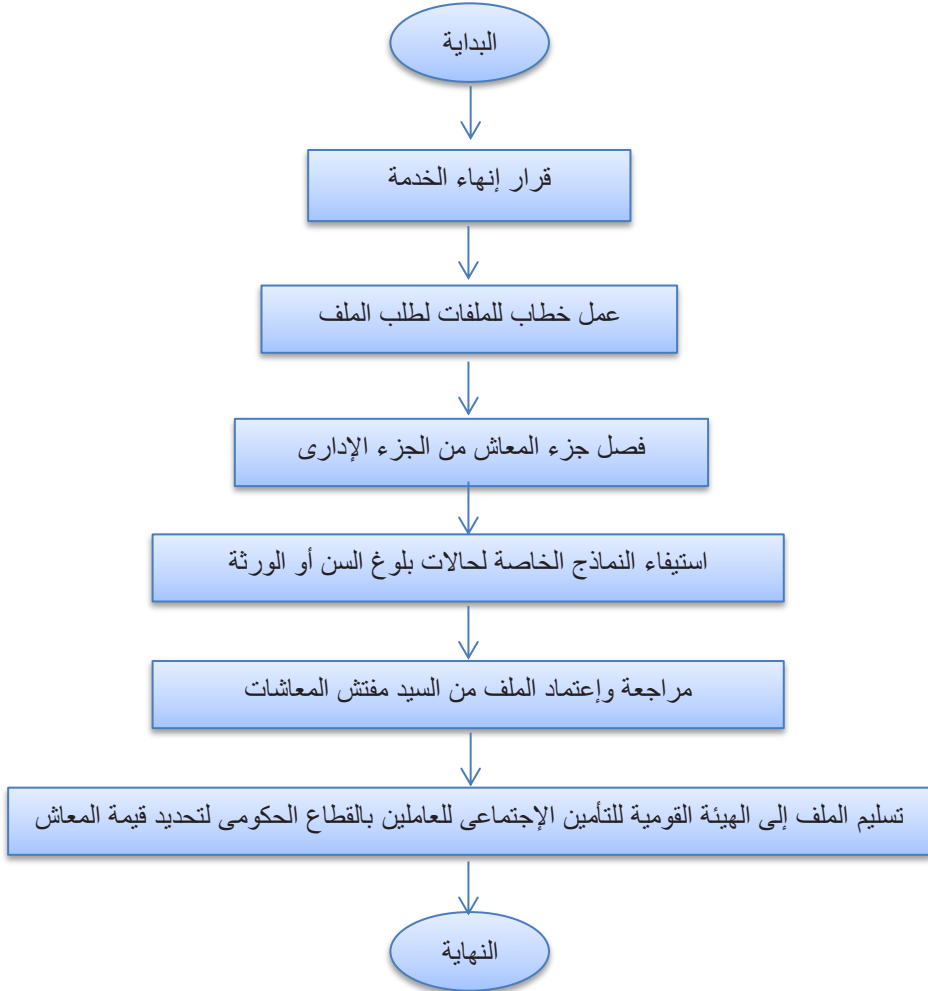 البداية
قرار إنهاء الخدمة
عمل خطاب للملفات لطلب الملف
فصل جزء المعاش من الجزء الإدارى
استيفاء النماذج الخاصة لحالات بلوغ السن أو الورثة
مراجعة وإعتماد الملف من السيد مفتش المعاشات
تسليم الملف إلى الهيئة القومية للتأمين الإجتماعى للعاملين بالقطاع الحكومى لتحديد قيمة المعاش
النهاية